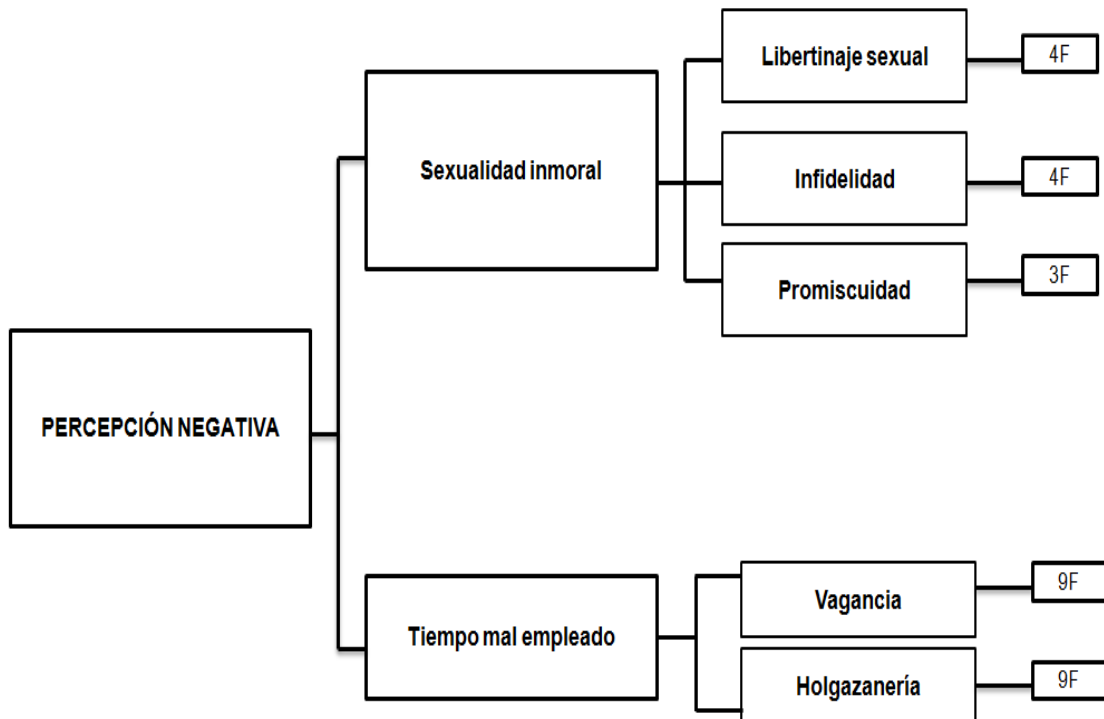 Libertinaje sexual
4F
Sexualidad inmoral
Infidelidad
4F
Promiscuidad
3F
PERCEPCIÓN NEGATIVA
Vagancia
9F
Tiempo mal empleado
Holgazanería
9F